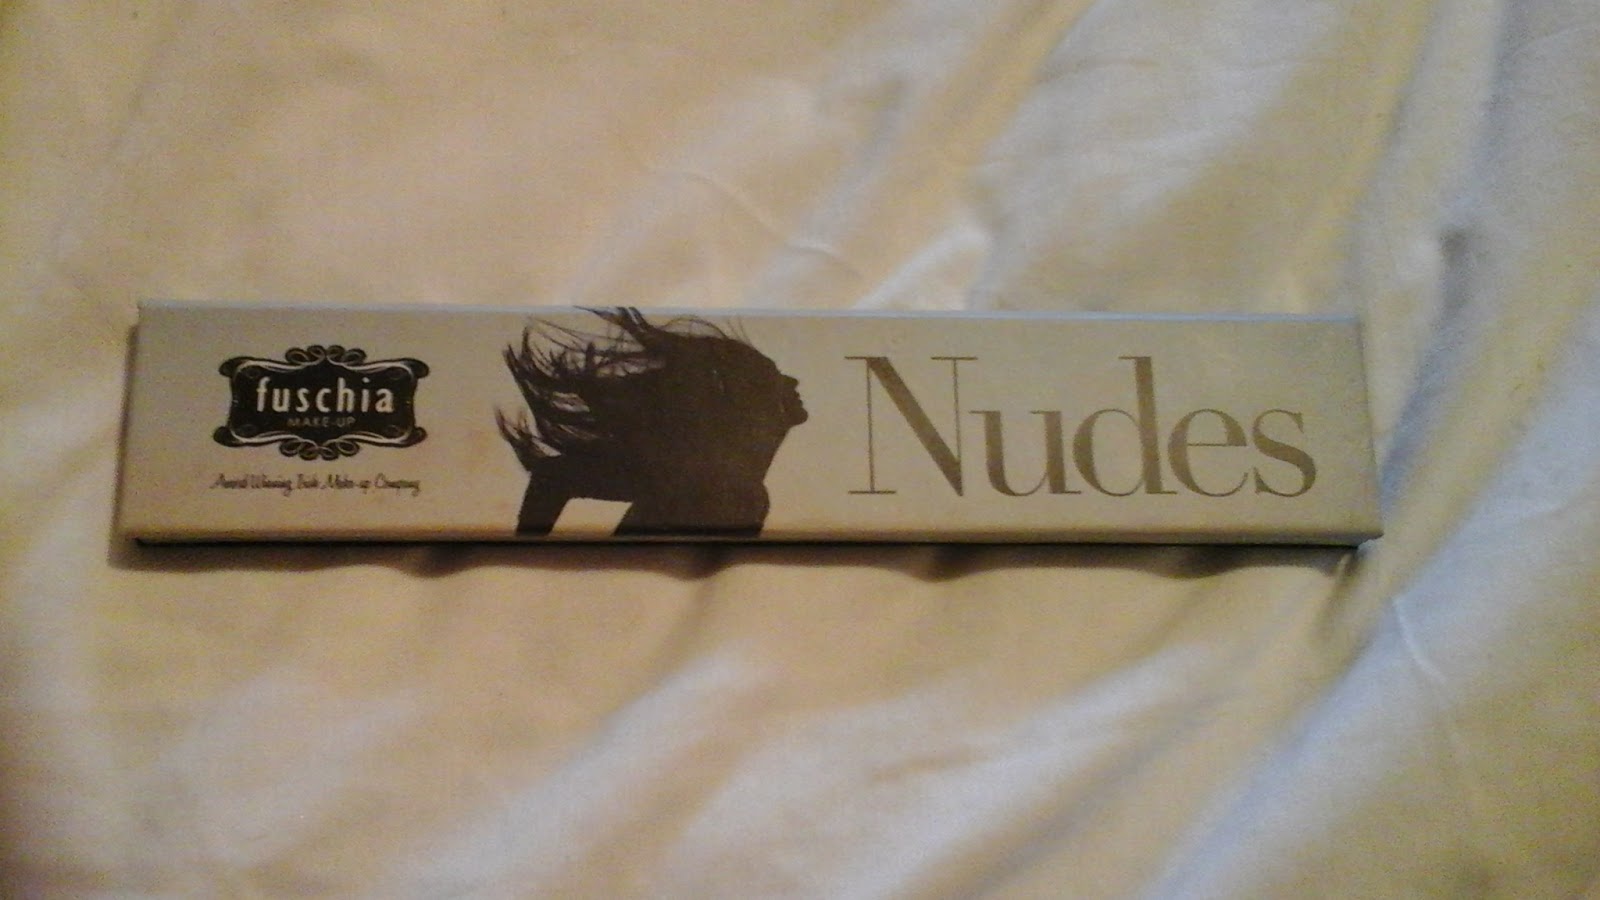 fuschia
MAKE-UP
Award Winning Irish Make-up Company
Nudes